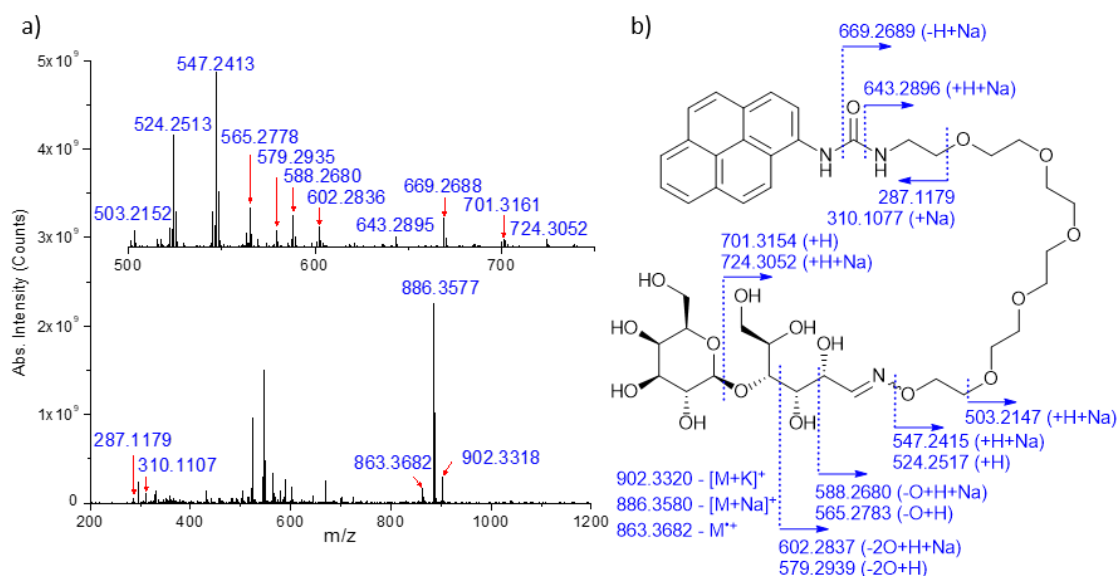 a)
5x10⁹
4x10⁹
3x10⁹
2x10⁹
1x10⁹
0
Abs. Intensity (Counts)
547.2413
524.2513
565.2778
579.2935
588.2680
602.2836
503.2152
643.2895
669.2688
701.3161
724.3052
500
600
700
886.3577
287.1179
310.1107
863.3682
902.3318
200
400
600
800
1000
1200
m/z
b)
669.2689 (-H+Na)
643.2896 (+H+Na)
O
N
H
N
H
O
O
O
O
O
O
287.1179
310.1077 (+Na)
701.3154 (+H)
724.3052 (+H+Na)
HO
HO
HO
HO
OH
O
O
HO
OH
OH
OH
N
O
503.2147 (+H+Na)
547.2415 (+H+Na)
524.2517 (+H)
588.2680 (-O+H+Na)
565.2783 (-O+H)
602.2837 (-2O+H+Na)
579.2939 (-2O+H)
902.3320 - [M+K]⁺
886.3580 - [M+Na]⁺
863.3682 - M•⁺